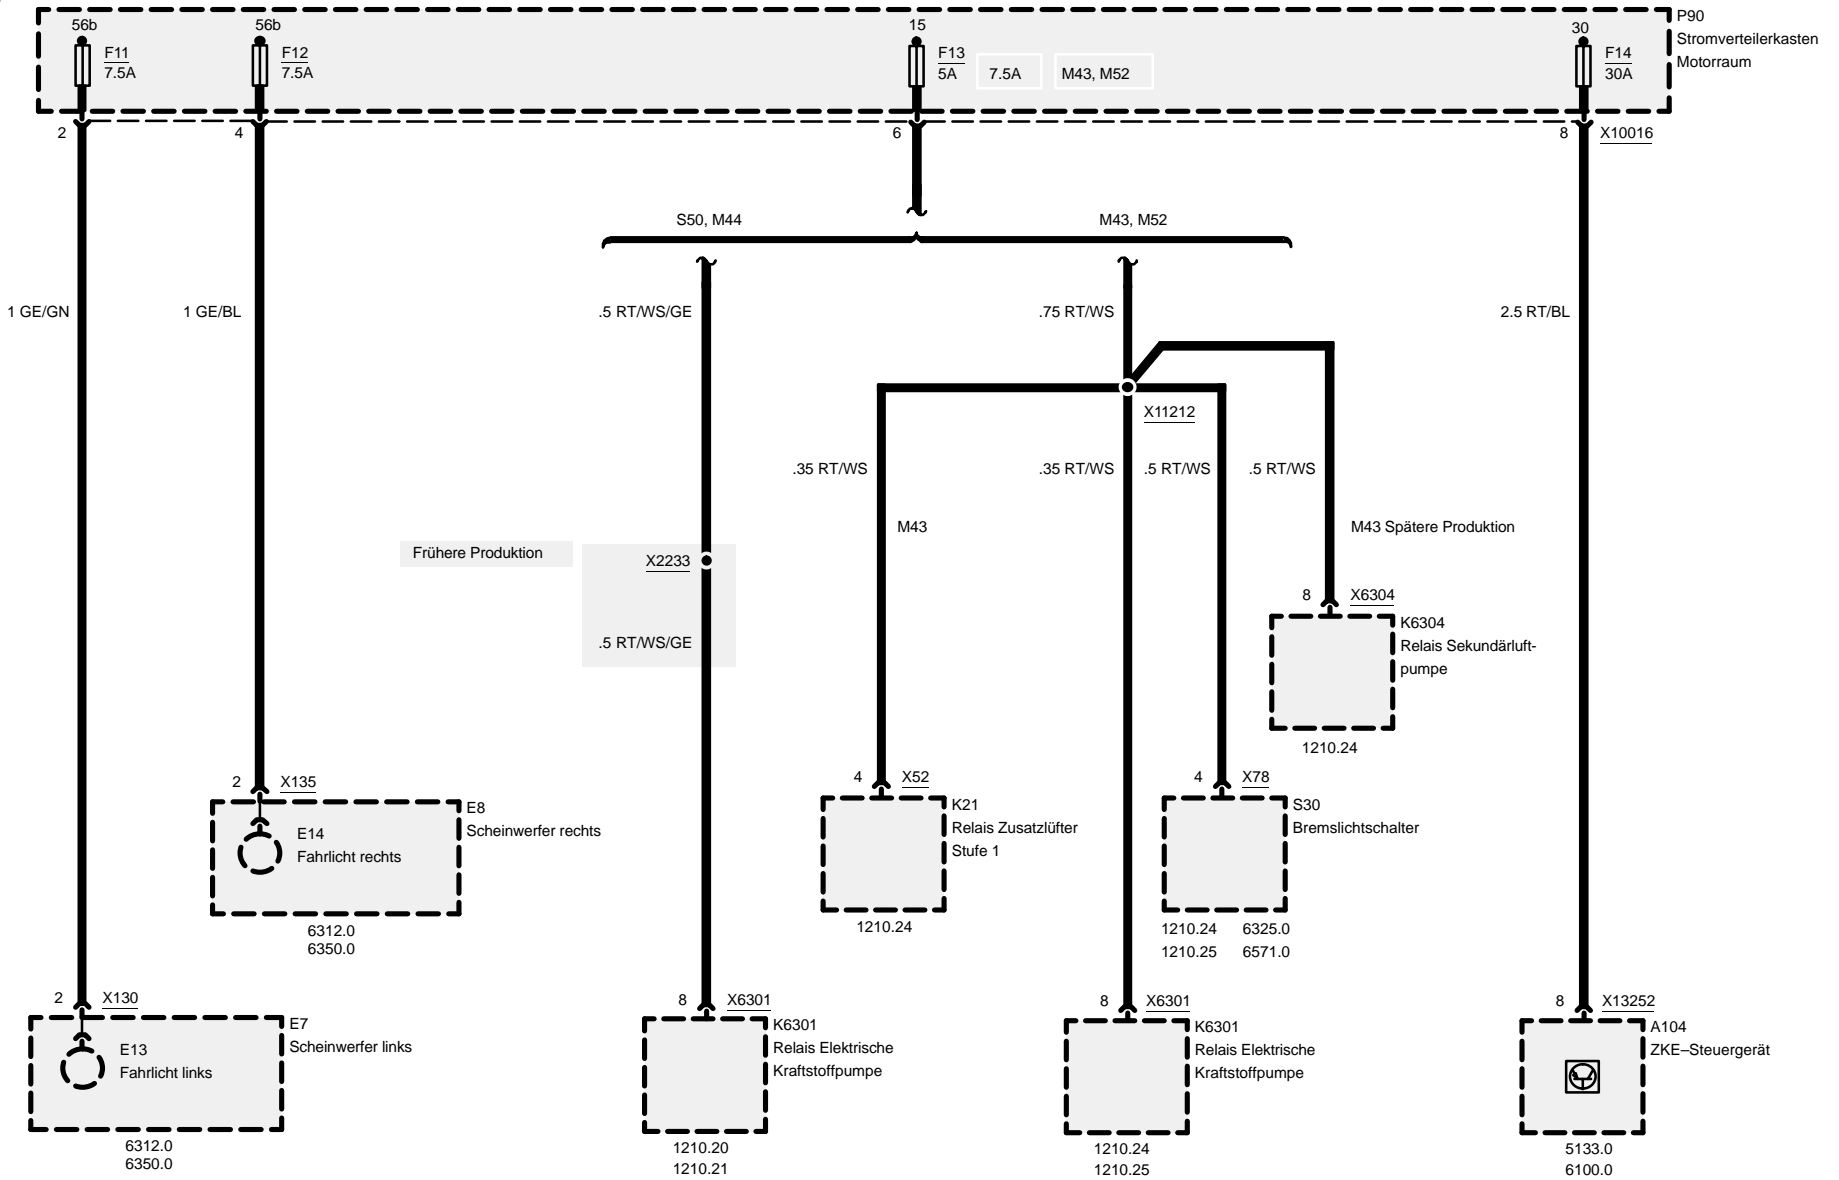 56b
56b
15
30
P90
Stromverteilerkasten
Motorraum
F11
7.5A
F12
7.5A
F13
5A
7.5A
M43, M52
F14
30A
2
4
6
8
X10016
S50, M44
M43, M52
1 GE/GN
1 GE/BL
.5 RT/WS/GE
.75 RT/WS
2.5 RT/BL
X11212
.35 RT/WS
.35 RT/WS
.5 RT/WS
.5 RT/WS
M43
M43 Spätere Produktion
Frühere Produktion
X2233
.5 RT/WS/GE
8
X6304
K6304
Relais Sekundärluft-
pumpe
1210.24
2
X135
E8
Scheinwerfer rechts
E14
Fahrlicht rechts
6312.0
6350.0
4
X52
K21
Relais Zusatzlüfter
Stufe 1
1210.24
4
X78
S30
Bremslichtschalter
1210.24 6325.0
1210.25 6571.0
2
X130
E7
Scheinwerfer links
E13
Fahrlicht links
6312.0
6350.0
8
X6301
K6301
Relais Elektrische
Kraftstoffpumpe
1210.20
1210.21
8
X6301
K6301
Relais Elektrische
Kraftstoffpumpe
1210.24
1210.25
8
X13252
A104
ZKE–Steuergerät
5133.0
6100.0